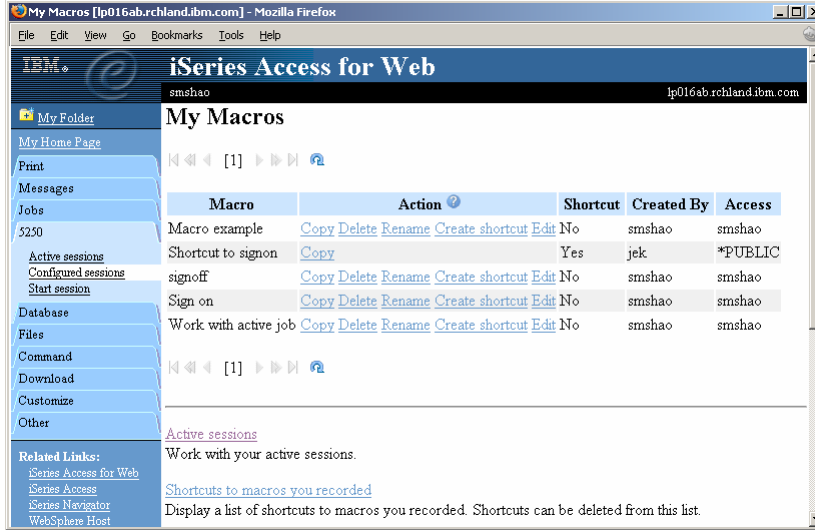 My Macros [lp016ab.rchland.ibm.com] - Mozilla Firefox
File Edit View Go Bookmarks Tools Help
IBM
iSeries Access for Web
smshao lp016ab.rchland.ibm.com
My Folder
My Home Page
Print
Messages
Jobs
5250
Active sessions
Configured sessions
Start session
Database
Files
Command
Download
Customize
Other
Related Links:
iSeries Access for Web
iSeries Access
iSeries Navigator
WebSphere Host
My Macros
[1]
Macro Action ? Shortcut Created By Access
Macro example Copy Delete Rename Create shortcut Edit No smshao smshao
Shortcut to signon Copy Yes jek *PUBLIC
signoff Copy Delete Rename Create shortcut Edit No smshao smshao
Sign on Copy Delete Rename Create shortcut Edit No smshao smshao
Work with active job Copy Delete Rename Create shortcut Edit No smshao smshao
[1]
Active sessions
Work with your active sessions.
Shortcuts to macros you recorded
Display a list of shortcuts to macros you recorded. Shortcuts can be deleted from this list.